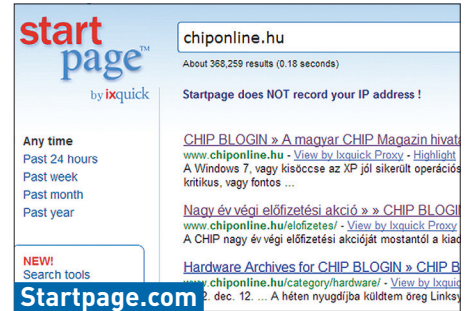 start
page™
by ixquick
chiponline.hu
About 368,259 results (0.18 seconds)
Startpage does NOT record your IP address !
Any time
Past 24 hours
Past week
Past month
Past year
NEW!
Search tools
CHIP BLOGIN » A magyar CHIP Magazin hivata
www.chiponline.hu - View by Ixquick Proxy - Highlight
A Windows 7, vagy kisöccse az XP jól sikerült operációs
kritikus, vagy fontos ...
Nagy év végi előfizetési akció » » CHIP BLOGI
www.chiponline.hu/elofizetes/ - View by Ixquick Proxy
A CHIP nagy év végi előfizetési akcióját mostantól a kiad
Hardware Archives for CHIP BLOGIN » CHIP B
www.chiponline.hu/category/hardware/ - View by Ixquic
2. dec. 12. ... A héten nyugdíjba küldtem öreg Linksy
Startpage.com